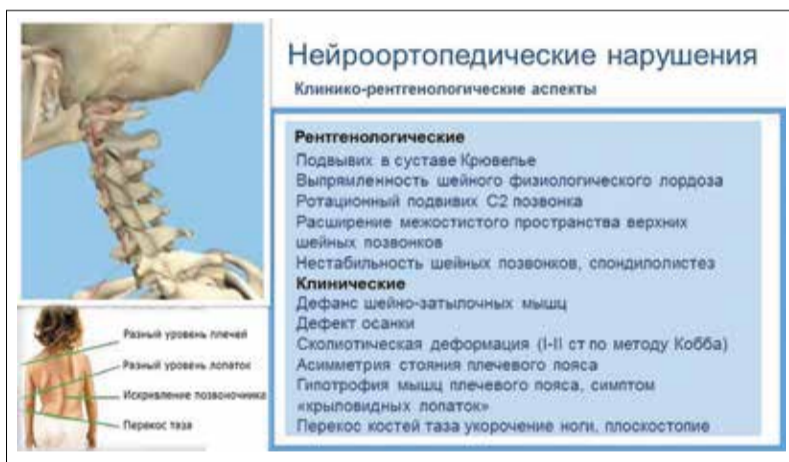 Нейроортопедические нарушения
Клинико-рентгенологические аспекты
Рентгенологические
Подвывих в суставе Крювелье
Выпрямленность шейного физиологического лордоза
Ротационный подвивих С2 позвонка
Расширение межостистого пространства верхних
шейных позвонков
Нестабильность шейных позвонков, спондилолистез
Клинические
Дефанс шейно-затылочных мышц
Дефект осанки
Сколиотическая деформация (I-II ст по методу Кобба)
Асимметрия стояния плечевого пояса
Гипотрофия мышц плечевого пояса, симптом
«крыловидных лопаток»
Перекос костей таза укорочение ноги, плоскостопие
Разный уровень плечей
Разный уровень лопаток
Искривление позвоночника
Перекос таза